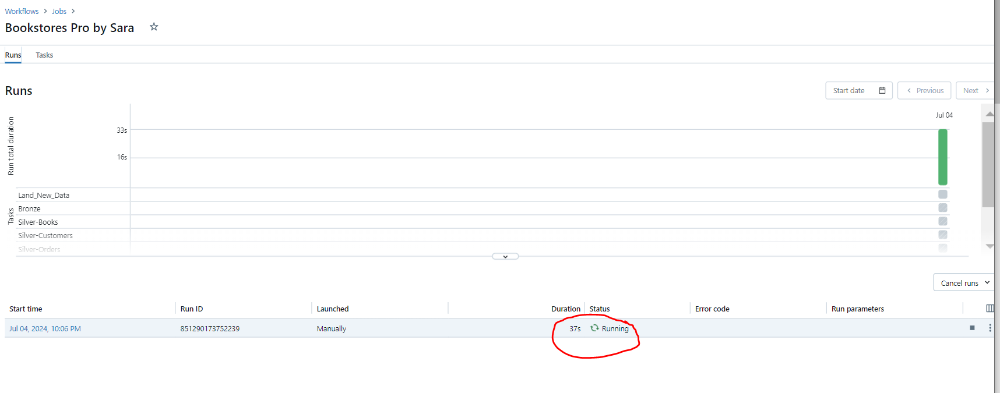 Workflows > Jobs >
Bookstores Pro by Sara
Runs Tasks
Runs
Start date < Previous Next >
Jul 04
Run total duration
33s
16s
Tasks
Land_New_Data
Bronze
Silver-Books
Silver-Customers
Silver-Orders
Cancel runs
Start time Run ID Launched Duration Status Error code Run parameters
Jul 04, 2024, 10:06 PM 851290173752239 Manually 37s Running